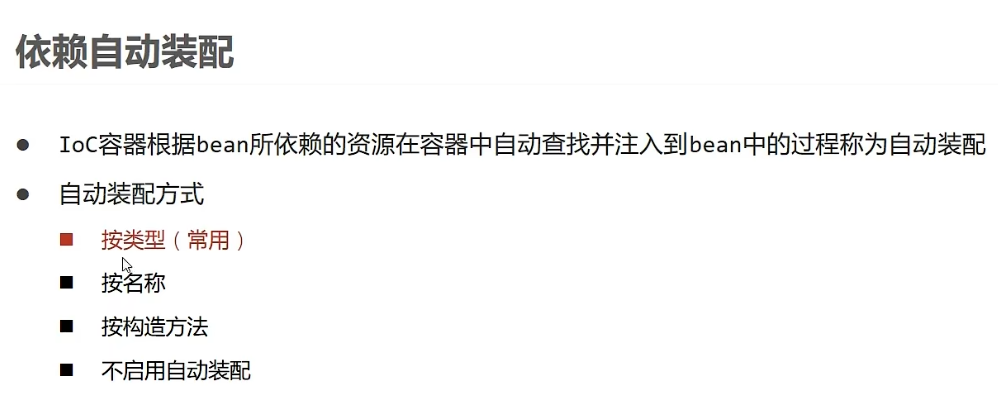 依赖自动装配
IoC容器根据bean所依赖的资源在容器中自动查找并注入到bean中的过程称为自动装配
自动装配方式
按类型（常用）
按名称
按构造方法
不启用自动装配